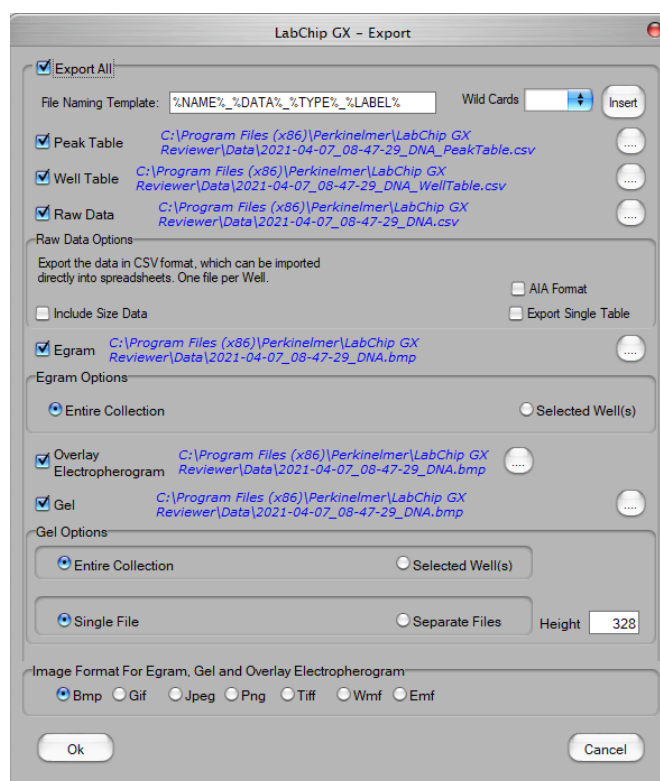 LabChip GX – Export
Export All
File Naming Template: %NAME%_%DATA%_%TYPE%_%LABEL% Wild Cards Insert
Peak Table C:\Program Files (x86)\Perkinelmer\LabChip GX
Reviewer\Data\2021-04-07_08-47-29_DNA_PeakTable.csv ....
Well Table C:\Program Files (x86)\Perkinelmer\LabChip GX
Reviewer\Data\2021-04-07_08-47-29_DNA_WellTable.csv ....
Raw Data C:\Program Files (x86)\Perkinelmer\LabChip GX
Reviewer\Data\2021-04-07_08-47-29_DNA.csv ....
Raw Data Options
Export the data in CSV format, which can be imported
directly into spreadsheets. One file per Well.
AIA Format
Include Size Data Export Single Table
Egram C:\Program Files (x86)\Perkinelmer\LabChip GX
Reviewer\Data\2021-04-07_08-47-29_DNA.bmp ....
Egram Options
Entire Collection Selected Well(s)
Overlay C:\Program Files (x86)\Perkinelmer\LabChip GX
Electropherogram Reviewer\Data\2021-04-07_08-47-29_DNA.bmp ....
Gel C:\Program Files (x86)\Perkinelmer\LabChip GX
Reviewer\Data\2021-04-07_08-47-29_DNA.bmp ....
Gel Options
Entire Collection Selected Well(s)
Single File Separate Files Height 328
Image Format For Egram, Gel and Overlay Electropherogram
Bmp Gif Jpeg Png Tiff Wmf Emf
Ok Cancel